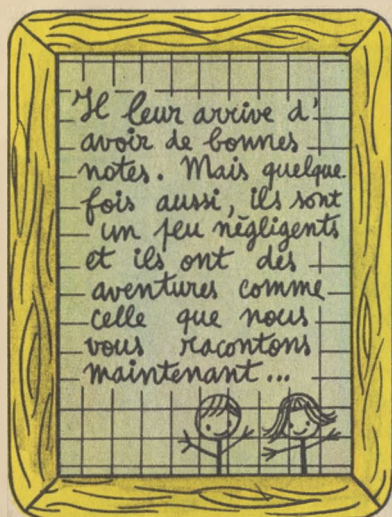 Il leur arrive d'
avoir de bonnes
notes. Mais quelque
fois aussi, ils sont
un peu négligents
et ils ont des
aventures comme
celle que nous
vous racontons
maintenant...